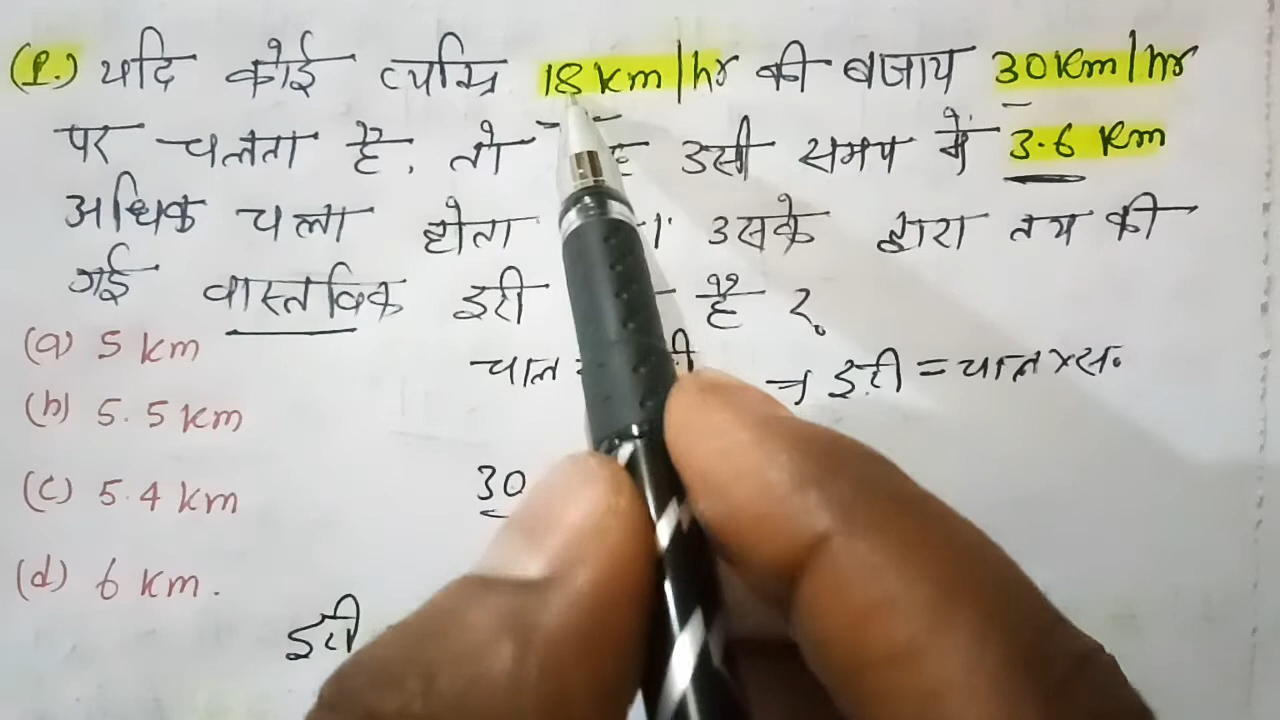 (1.) यदि कोई व्यक्ति 18 km/hr की बजाय 30 km/hr
पर चलता है. तो उसी समय में 3.6 km
अधिक चला होता उसके द्वारा तय की
गई वास्तविक दूरी है ?
(a) 5 km
चाल = → दूरी = चाल × स.
(b) 5.5 km
(c) 5.4 km
30
(d) 6 km.
दूरी